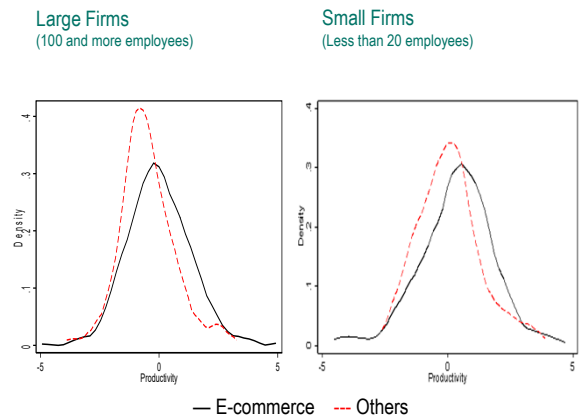 Large Firms
(100 and more employees)
Small Firms
(Less than 20 employees)
Density
0 .1 .2 .3 .4
-5 0 5
Productivity
Density
0 .1 .2 .3 .4
-5 0 5
Productivity
E-commerce Others